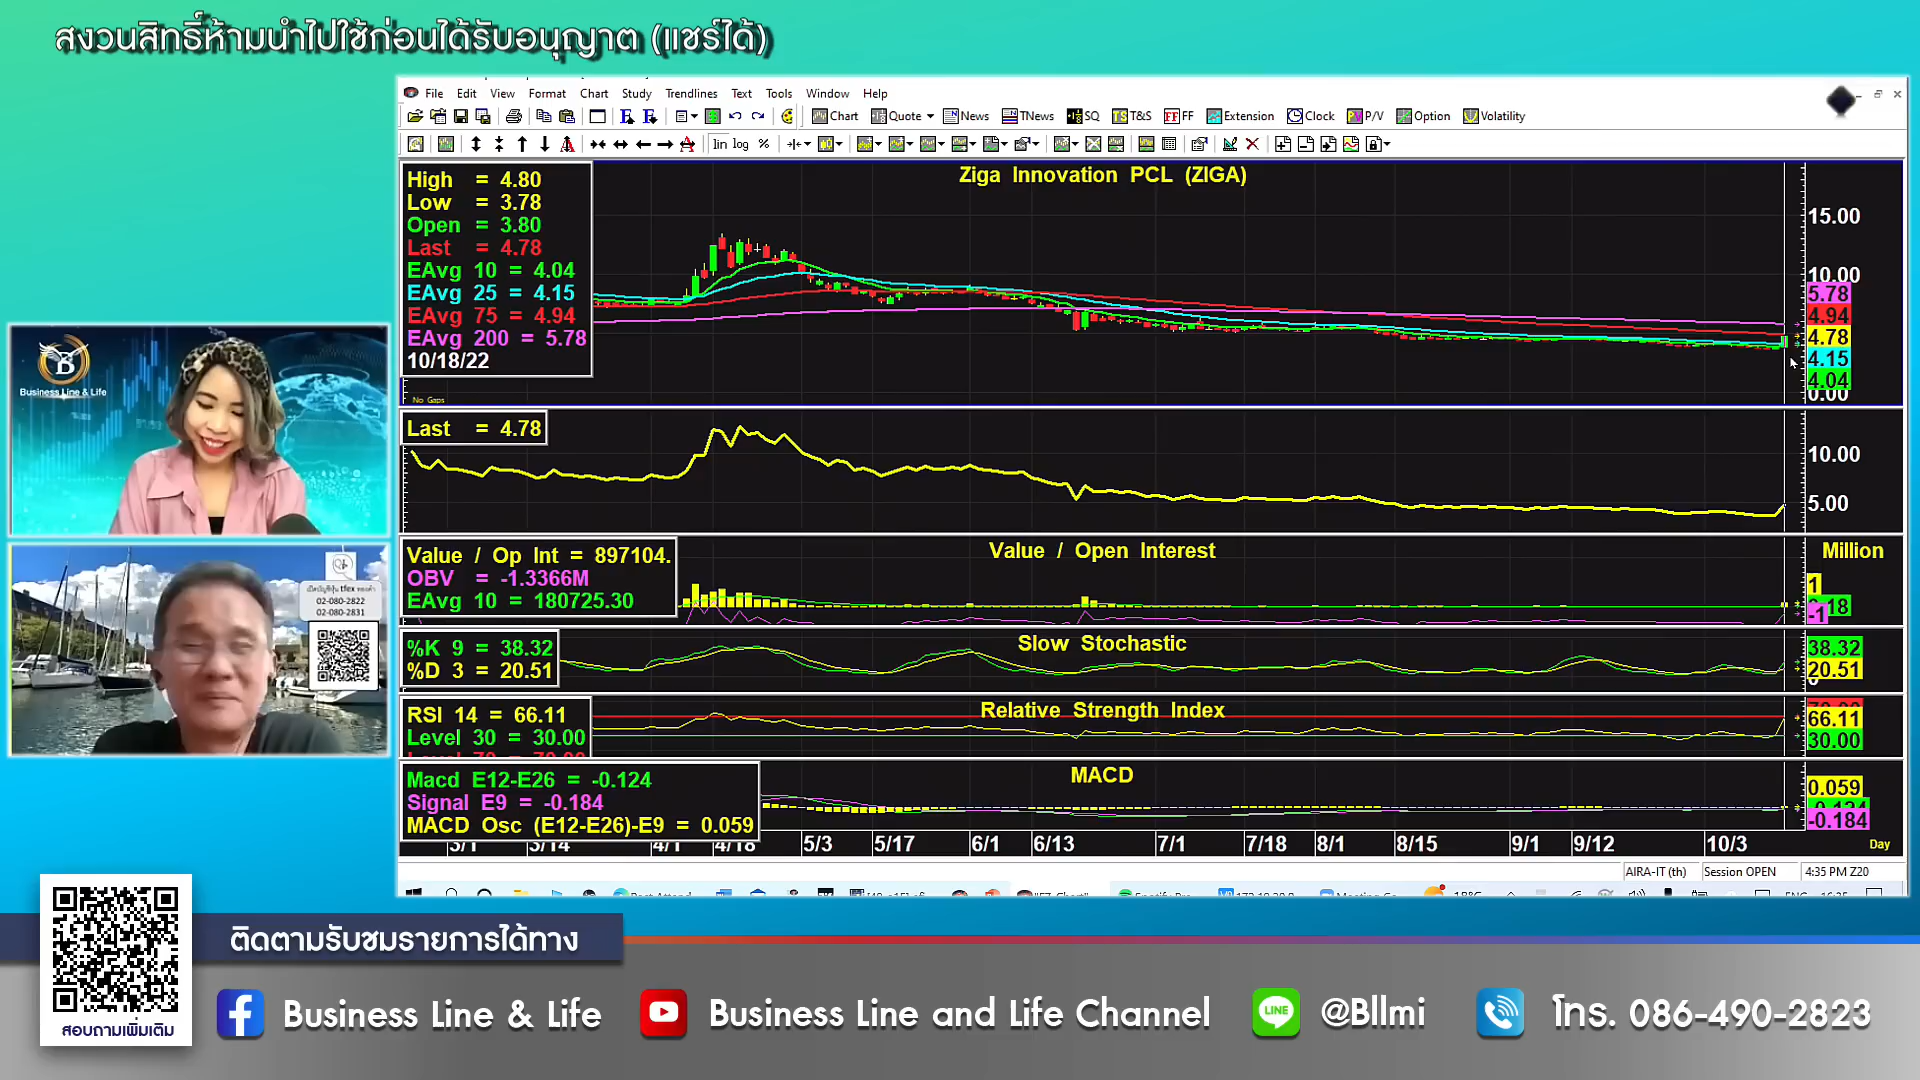 สงวนสิทธิ์ห้ามนำไปใช้ก่อนได้รับอนุญาต (แชร์ได้)
File Edit View Format Chart Study Trendlines Text Tools Window Help
Chart Quote News TNews SQ T&S FF Extension Clock P/V Option Volatility
lin log %
Ziga Innovation PCL (ZIGA)
High = 4.80
Low = 3.78
Open = 3.80
Last = 4.78
EAvg 10 = 4.04
EAvg 25 = 4.15
EAvg 75 = 4.94
EAvg 200 = 5.78
10/18/22
No Gaps
15.00
10.00
5.78
4.94
4.78
4.15
4.04
0.00
Last = 4.78
10.00
5.00
Value / Open Interest
Million
Value / Op Int = 897104.
OBV = -1.3366M
EAvg 10 = 180725.30
1
.18
-1
Slow Stochastic
%K 9 = 38.32
%D 3 = 20.51
38.32
20.51
Relative Strength Index
RSI 14 = 66.11
Level 30 = 30.00
66.11
30.00
MACD
Macd E12-E26 = -0.124
Signal E9 = -0.184
MACD Osc (E12-E26)-E9 = 0.059
0.059
-0.184
3/1 3/14 4/1 4/18 5/3 5/17 6/1 6/13 7/1 7/18 8/1 8/15 9/1 9/12 10/3 Day
AIRA-IT (th) Session OPEN 4:35 PM Z20
B
Business Line & Life
02-080-2822
02-080-2831
ติดตามรับชมรายการได้ทาง
สอบถามเพิ่มเติม
Business Line & Life
Business Line and Life Channel
LINE
@Bllmi
โทร. 086-490-2823